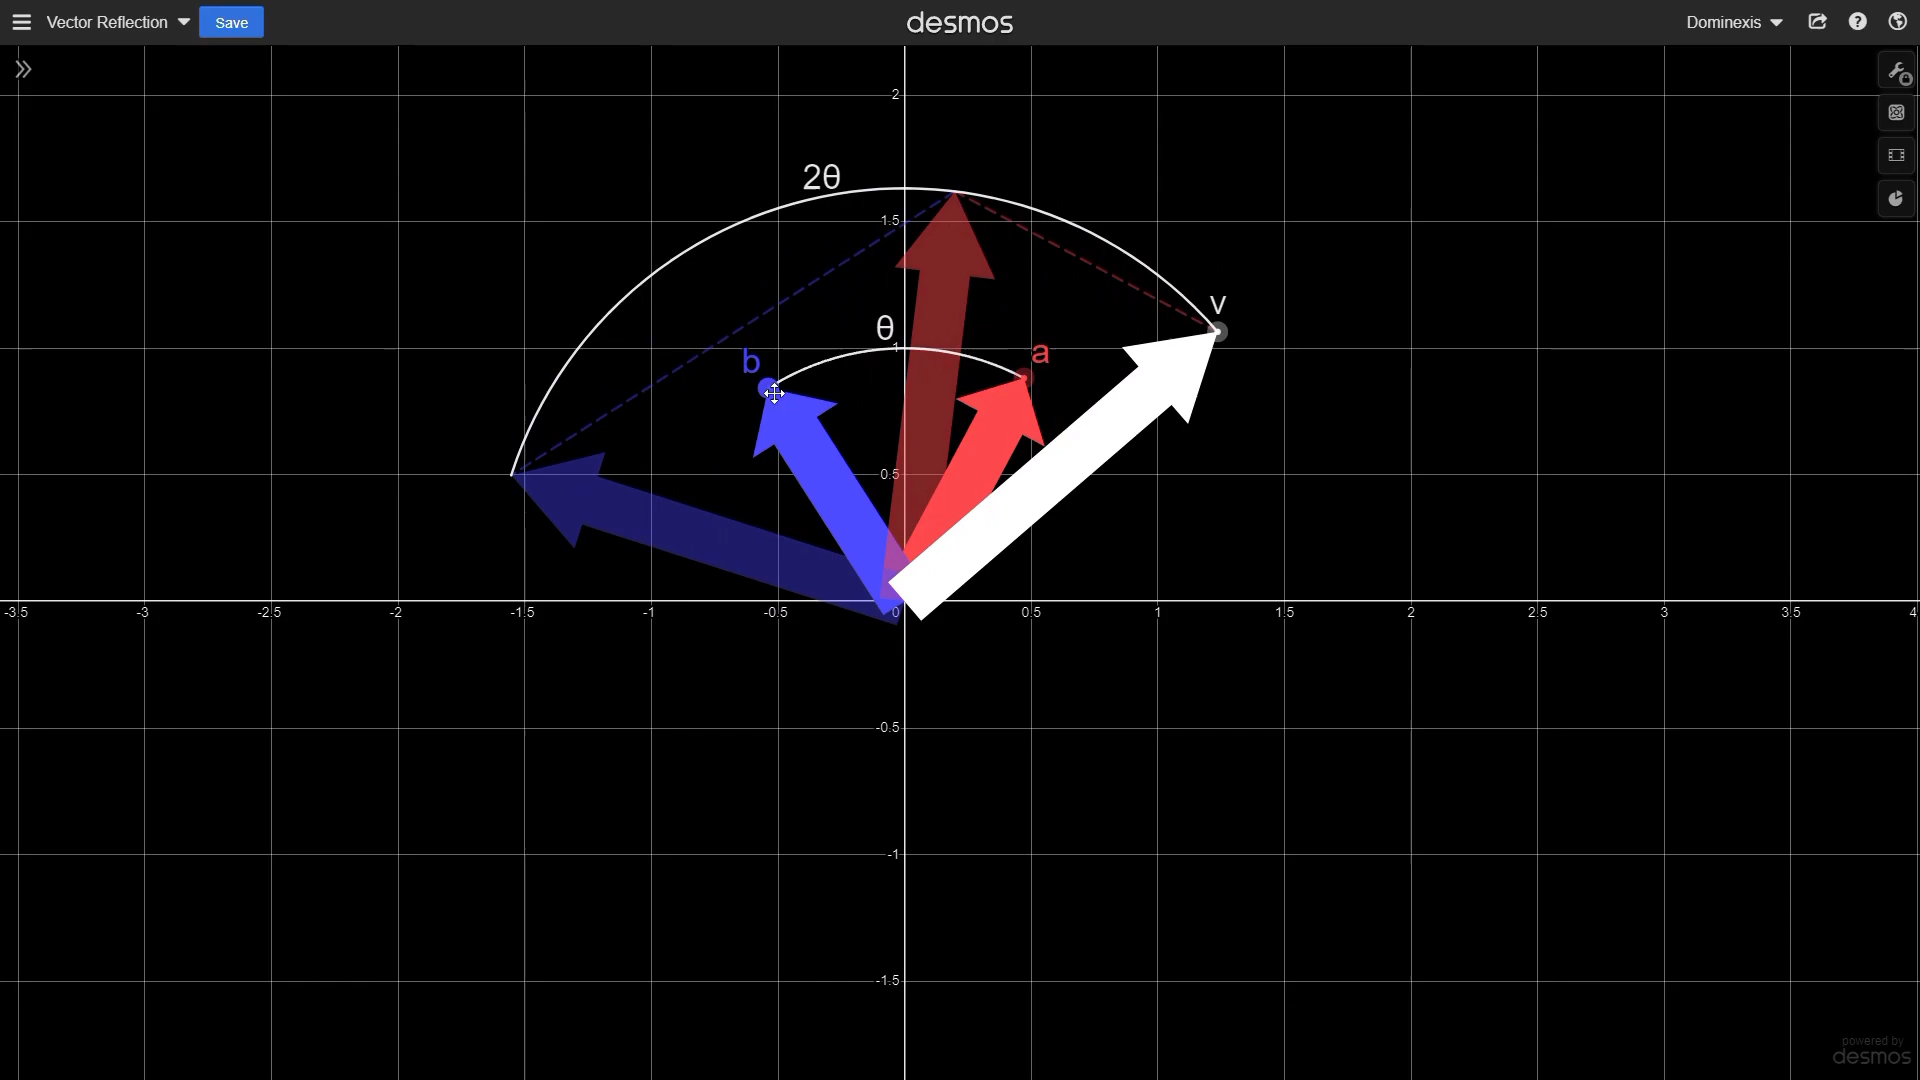 Vector Reflection
Save
desmos
Dominexis
2
2θ
1.5
v
θ
1
a
b
0.5
-3.5 -3 -2.5 -2 -1.5 -1 -0.5 0 0.5 1 1.5 2 2.5 3 3.5 4
-0.5
-1
-1.5
powered by
desmos